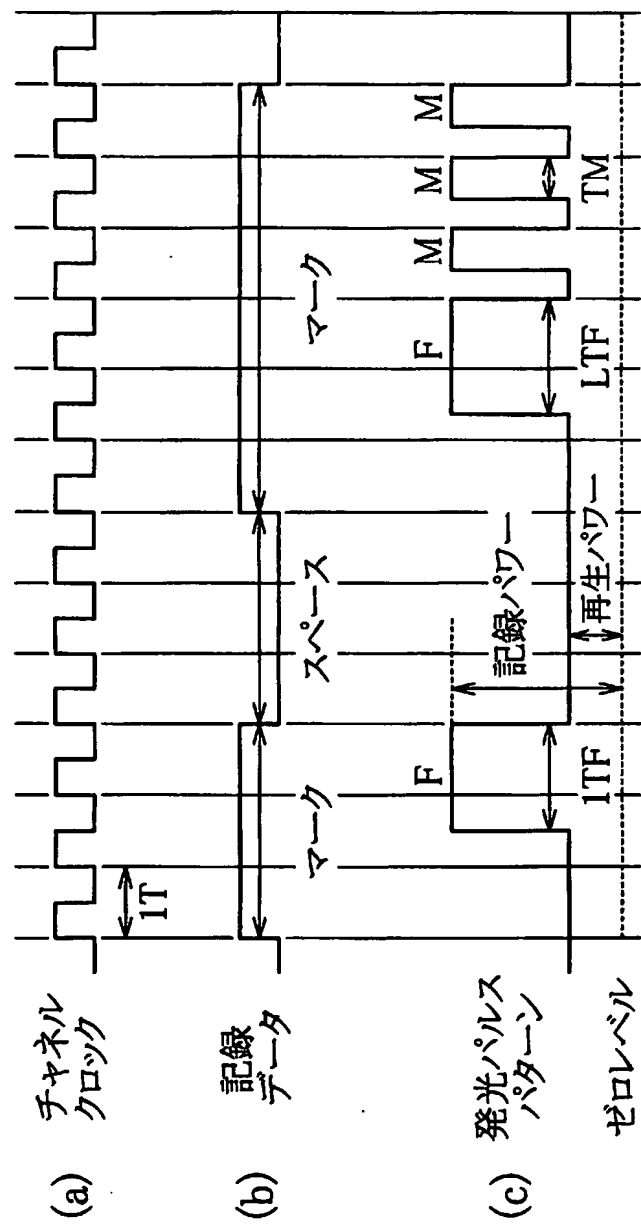 (a)
チャネル
クロック
1T
(b)
記録
データ
マーク
スペース
マーク
(c)
発光パルス
パターン
F
1TF
記録パワー
再生パワー
F
LTF
M
M
TM
M
ゼロレベル